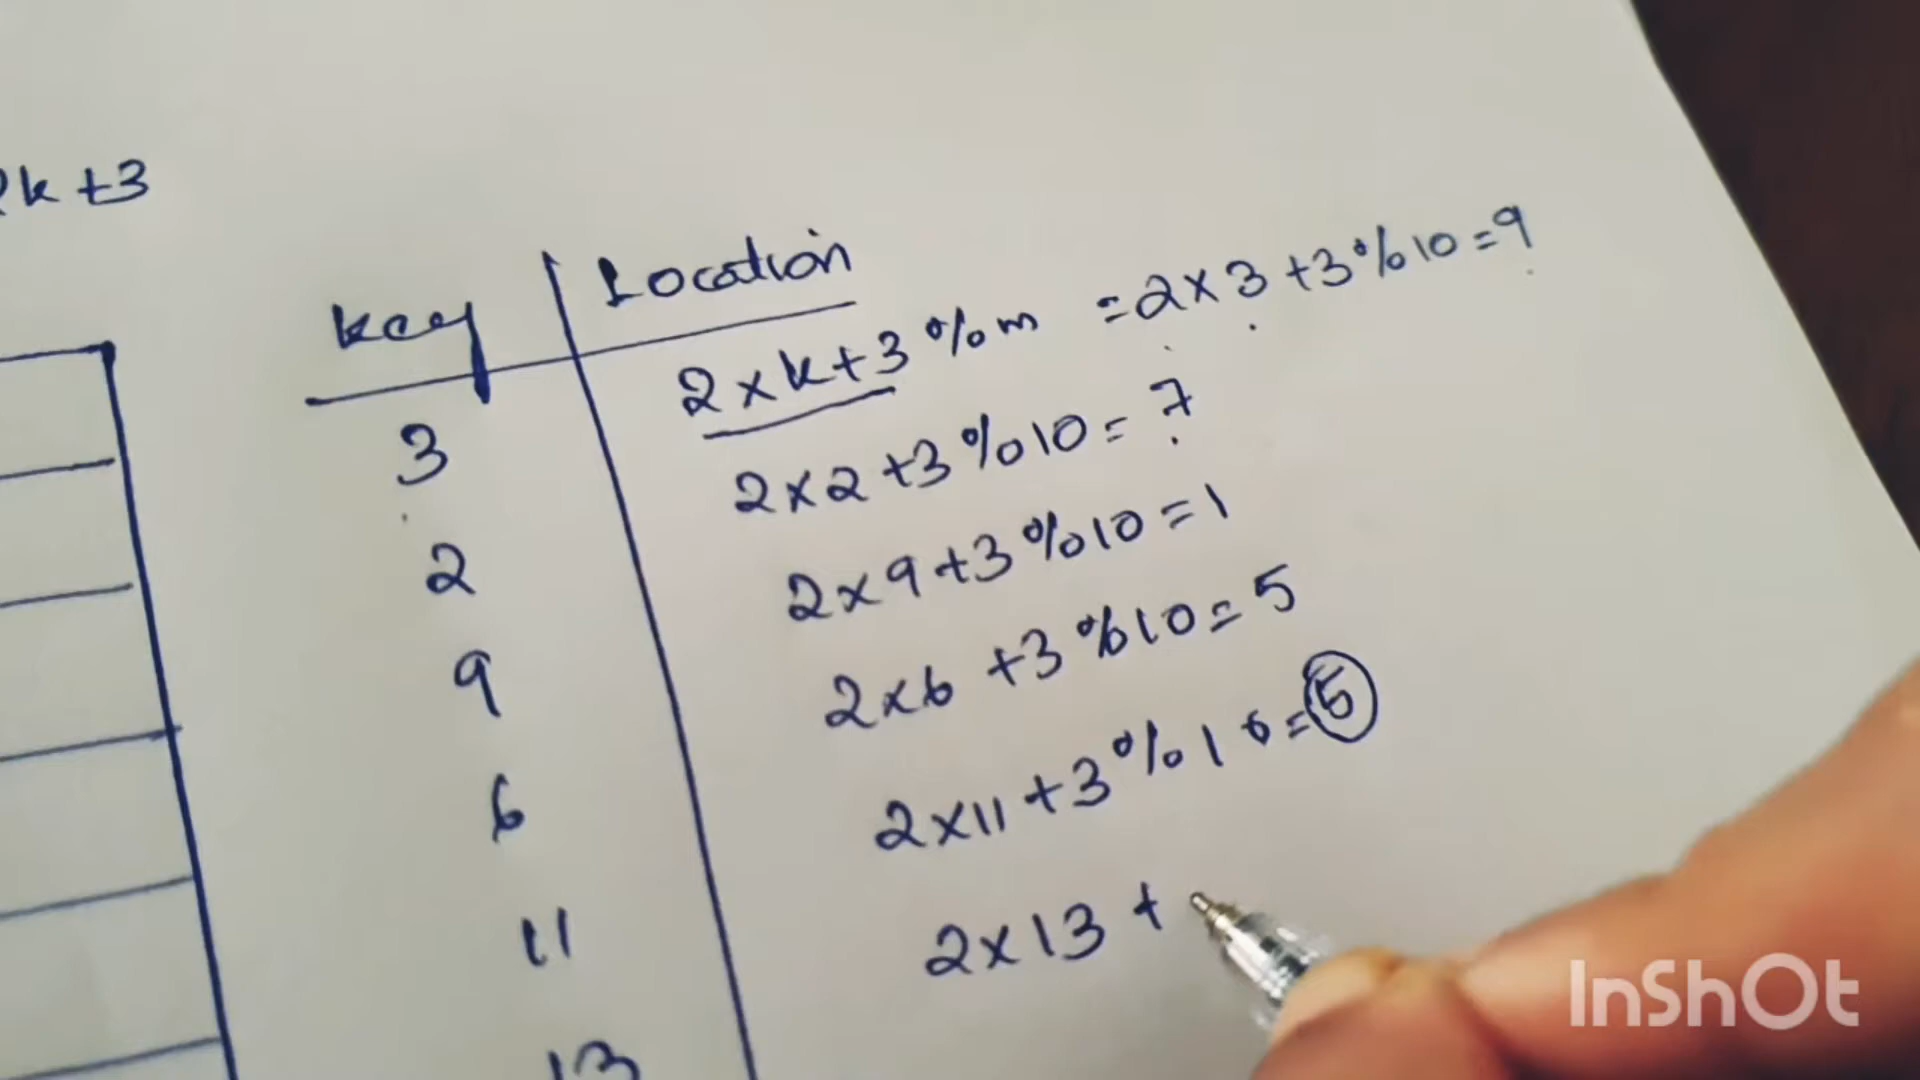 2k+3
key Location
3 2×k+3 % m = 2×3+3%10=9
2 2×2+3%10=7
9 2×9+3%10=1
6 2×6+3%10=5
11 2×11+3%10=5
13 2×13+
InShOt